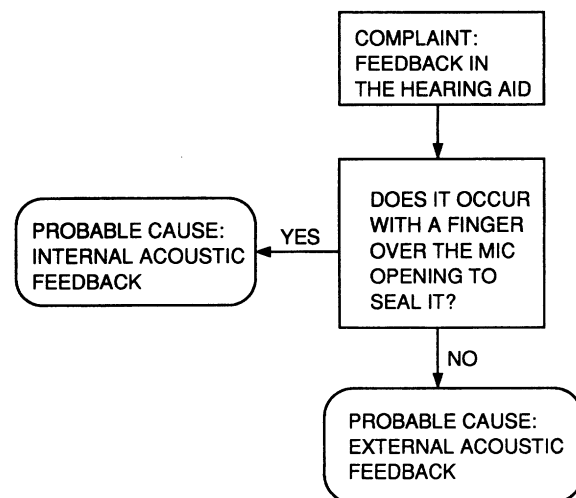 COMPLAINT:
FEEDBACK IN
THE HEARING AID
DOES IT OCCUR
WITH A FINGER
OVER THE MIC
OPENING TO
SEAL IT?
YES
PROBABLE CAUSE:
INTERNAL ACOUSTIC
FEEDBACK
NO
PROBABLE CAUSE:
EXTERNAL ACOUSTIC
FEEDBACK